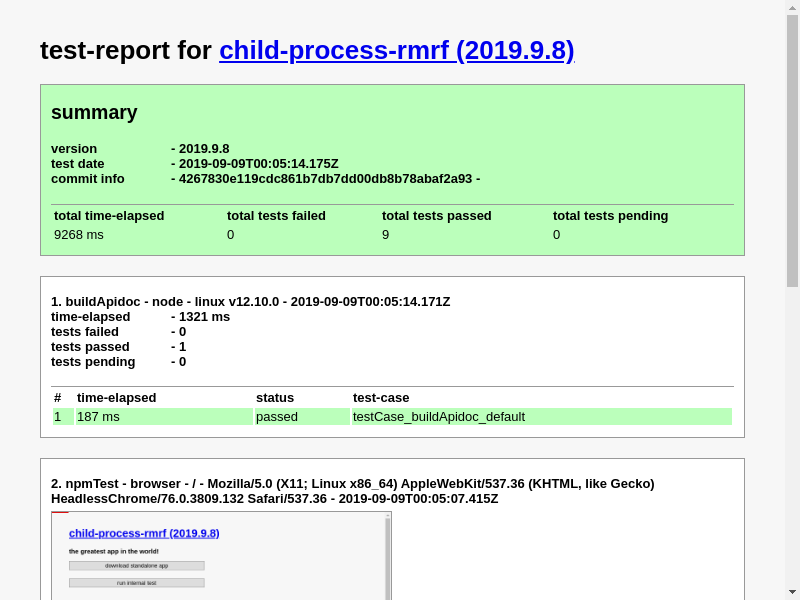 test-report for child-process-rmrf (2019.9.8)
summary
version - 2019.9.8
test date - 2019-09-09T00:05:14.175Z
commit info - 4267830e119cdc861b7db7dd00db8b78abaf2a93 -
total time-elapsed total tests failed total tests passed total tests pending
9268 ms 0 9 0
1. buildApidoc - node - linux v12.10.0 - 2019-09-09T00:05:14.171Z
time-elapsed - 1321 ms
tests failed - 0
tests passed - 1
tests pending - 0
# time-elapsed status test-case
1 187 ms passed testCase_buildApidoc_default
2. npmTest - browser - / - Mozilla/5.0 (X11; Linux x86_64) AppleWebKit/537.36 (KHTML, like Gecko)
HeadlessChrome/76.0.3809.132 Safari/537.36 - 2019-09-09T00:05:07.415Z
child-process-rmrf (2019.9.8)
the greatest app in the world!
download standalone app
run internal test